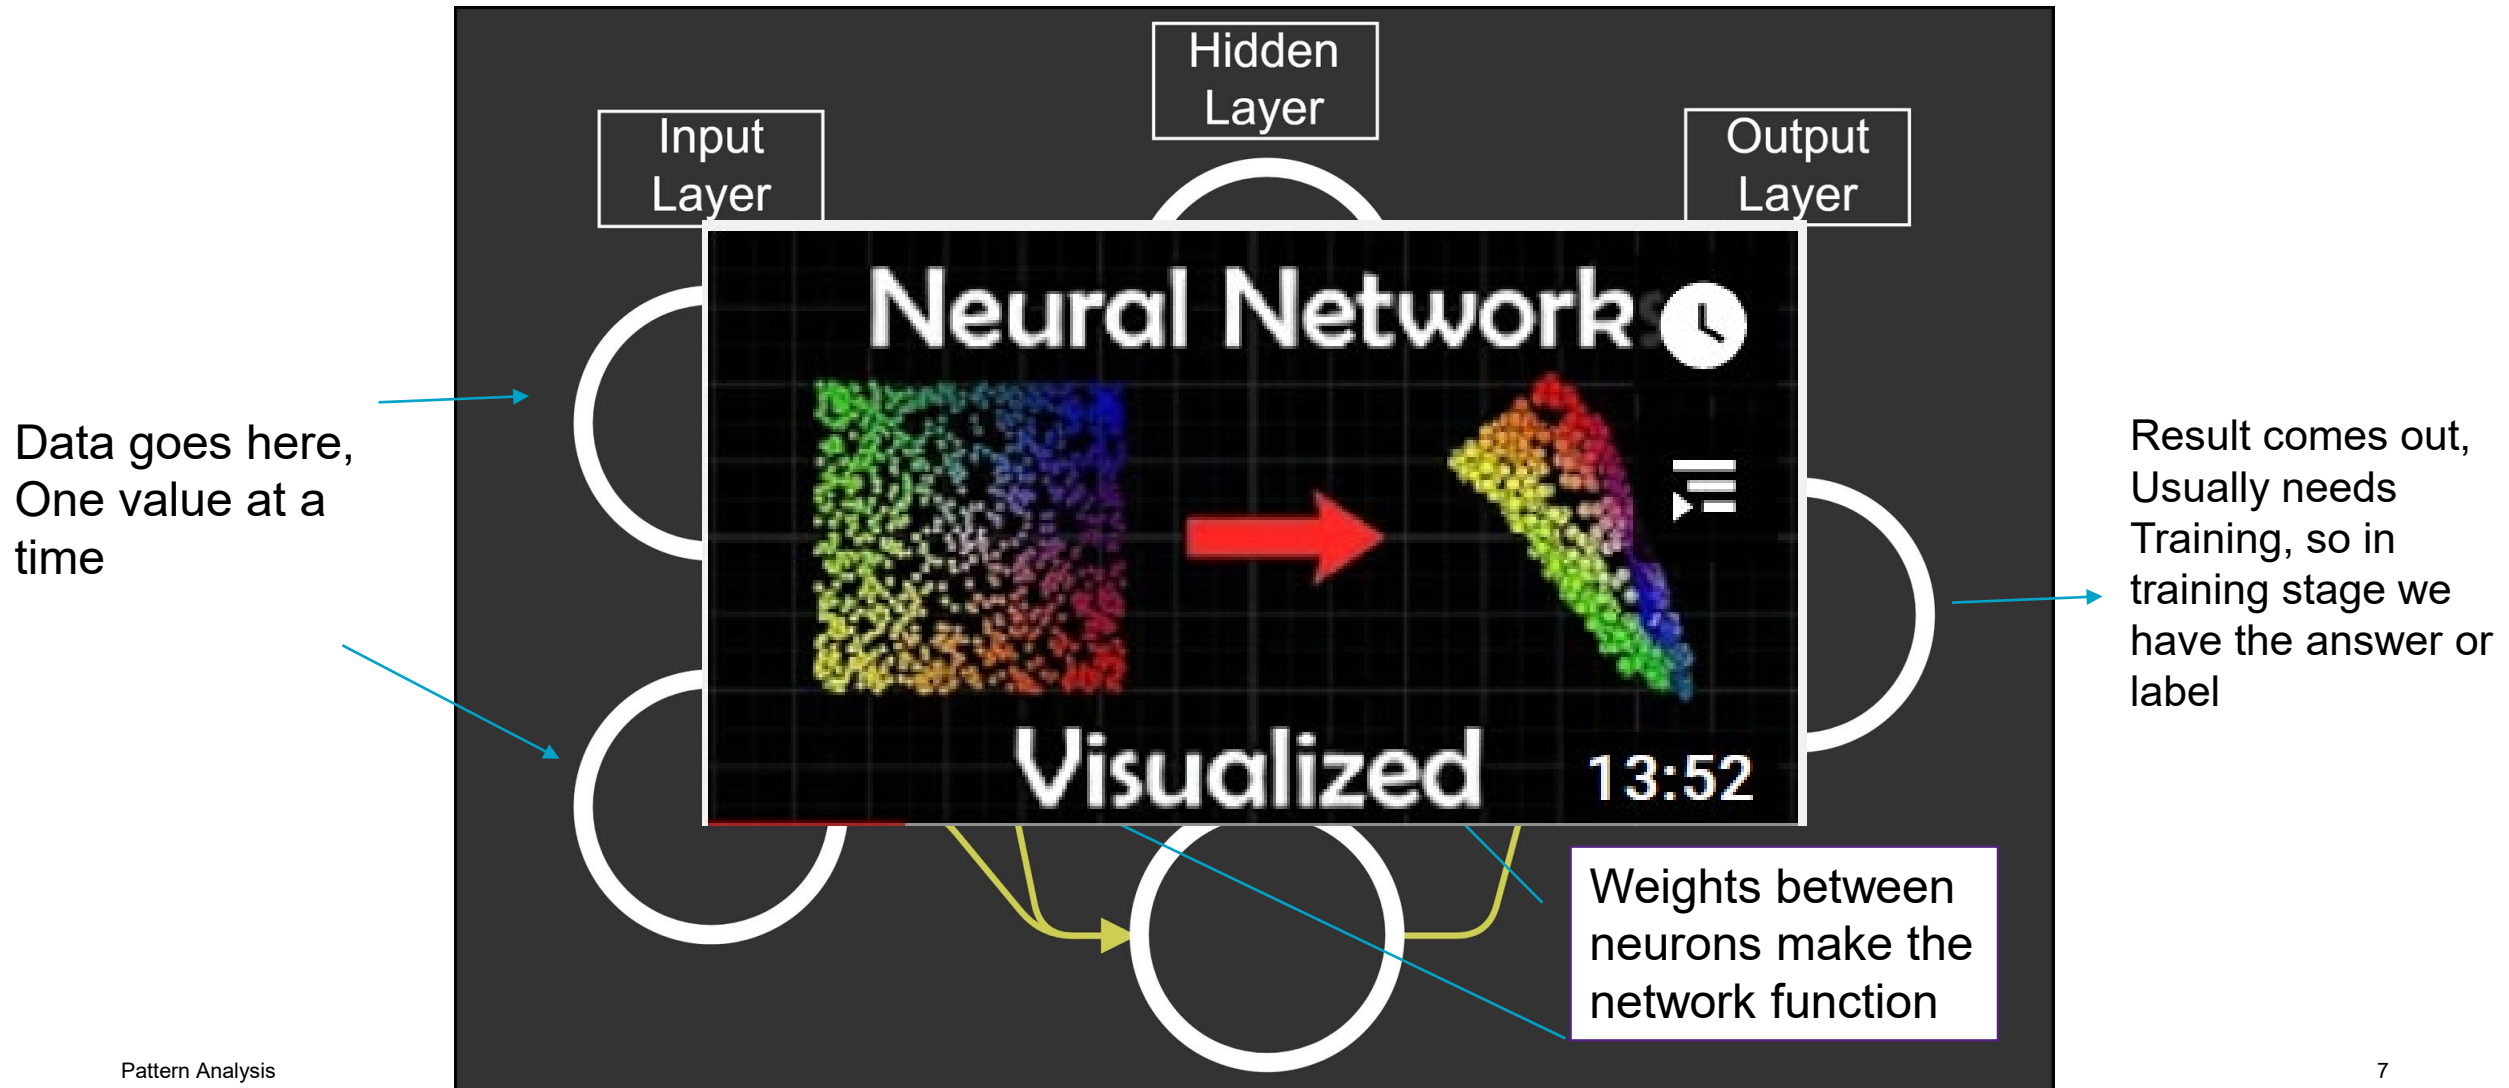 Hidden
Layer
Input
Layer
Output
Layer
Neural Networks
Visualized
13:52
Data goes here,
One value at a
time
Result comes out,
Usually needs
Training, so in
training stage we
have the answer or
label
Weights between
neurons make the
network function
Pattern Analysis
7